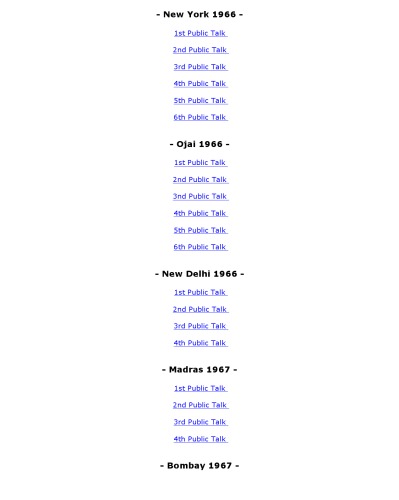 - New York 1966 -
1st Public Talk
2nd Public Talk
3rd Public Talk
4th Public Talk
5th Public Talk
6th Public Talk
- Ojai 1966 -
1st Public Talk
2nd Public Talk
3nd Public Talk
4th Public Talk
5th Public Talk
6th Public Talk
- New Delhi 1966 -
1st Public Talk
2nd Public Talk
3rd Public Talk
4th Public Talk
- Madras 1967 -
1st Public Talk
2nd Public Talk
3rd Public Talk
4th Public Talk
- Bombay 1967 -